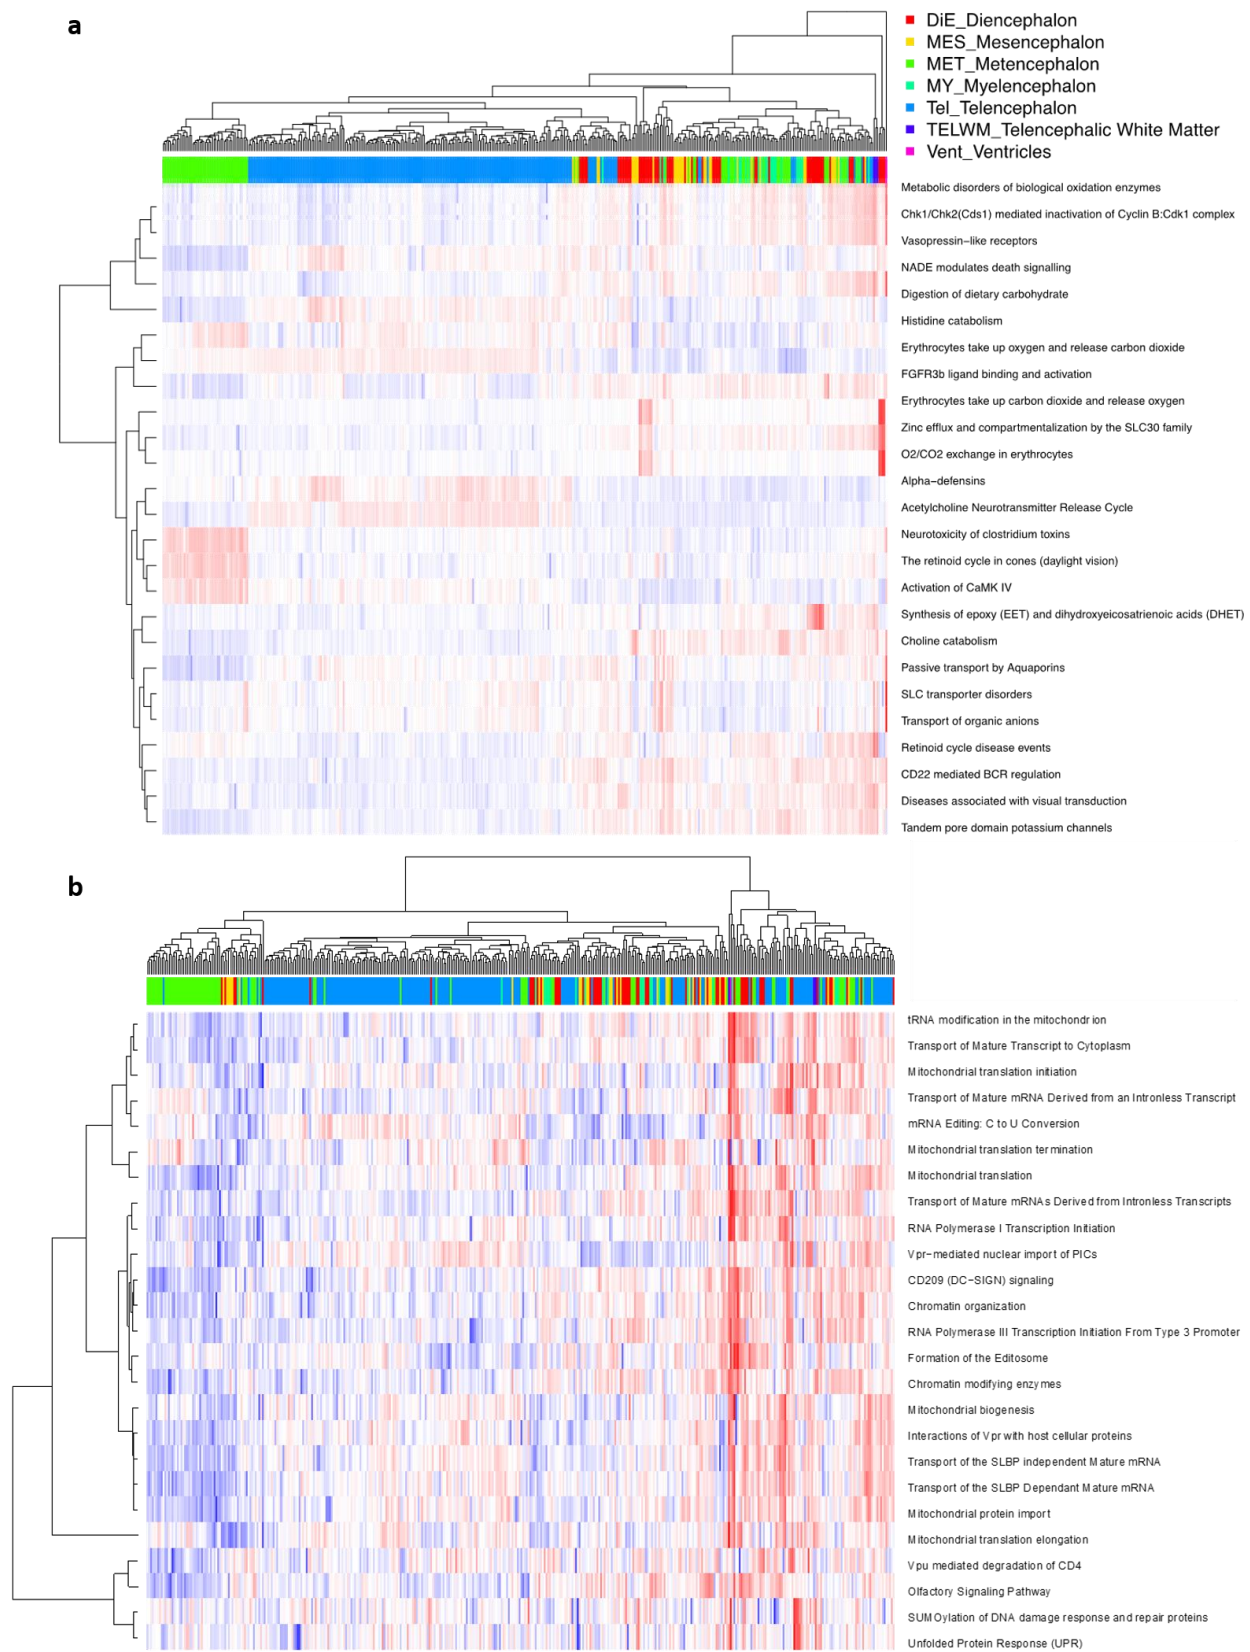 a
DiE_Diencephalon
MES_Mesencephalon
MET_Metencephalon
MY_Myelencephalon
Tel_Telencephalon
TELWM_Telencephalic White Matter
Vent_Ventricles
Metabolic disorders of biological oxidation enzymes
Chk1/Chk2(Cds1) mediated inactivation of Cyclin B:Cdk1 complex
Vasopressin-like receptors
NADE modulates death signalling
Digestion of dietary carbohydrate
Histidine catabolism
Erythrocytes take up oxygen and release carbon dioxide
FGFR3b ligand binding and activation
Erythrocytes take up carbon dioxide and release oxygen
Zinc efflux and compartmentalization by the SLC30 family
O2/CO2 exchange in erythrocytes
Alpha-defensins
Acetylcholine Neurotransmitter Release Cycle
Neurotoxicity of clostridium toxins
The retinoid cycle in cones (daylight vision)
Activation of CaMK IV
Synthesis of epoxy (EET) and dihydroxyeicosatrienoic acids (DHET)
Choline catabolism
Passive transport by Aquaporins
SLC transporter disorders
Transport of organic anions
Retinoid cycle disease events
CD22 mediated BCR regulation
Diseases associated with visual transduction
Tandem pore domain potassium channels
b
tRNA modification in the mitochondrion
Transport of Mature Transcript to Cytoplasm
Mitochondrial translation initiation
Transport of Mature mRNA Derived from an Intronless Transcript
mRNA Editing: C to U Conversion
Mitochondrial translation termination
Mitochondrial translation
Transport of Mature mRNAs Derived from Intronless Transcripts
RNA Polymerase I Transcription Initiation
Vpr-mediated nuclear import of PICs
CD209 (DC-SIGN) signaling
Chromatin organization
RNA Polymerase III Transcription Initiation From Type 3 Promoter
Formation of the Editosome
Chromatin modifying enzymes
Mitochondrial biogenesis
Interactions of Vpr with host cellular proteins
Transport of the SLBP independent Mature mRNA
Transport of the SLBP Dependant Mature mRNA
Mitochondrial protein import
Mitochondrial translation elongation
Vpu mediated degradation of CD4
Olfactory Signaling Pathway
SUMOylation of DNA damage response and repair proteins
Unfolded Protein Response (UPR)